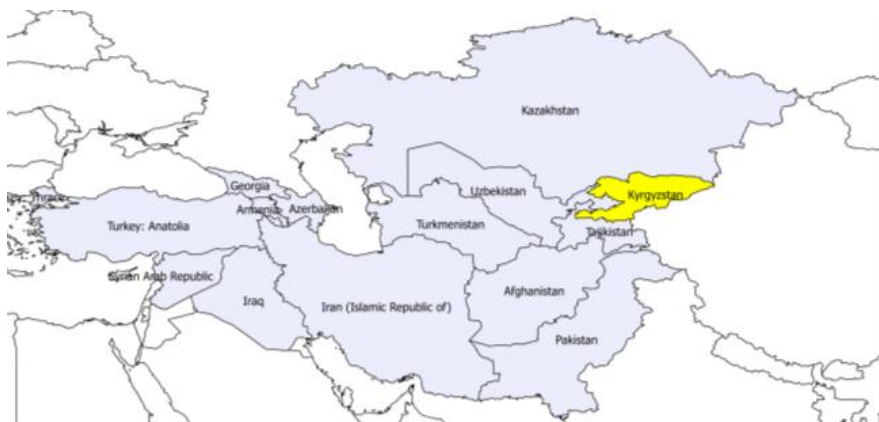 Kazakhstan
Georgia
Uzbekistan
Kyrgyzstan
Thrace
Armenia
Azerbaijan
Turkey: Anatolia
Turkmenistan
Tajikistan
Syrian Arab Republic
Iraq
Iran (Islamic Republic of)
Afghanistan
Pakistan